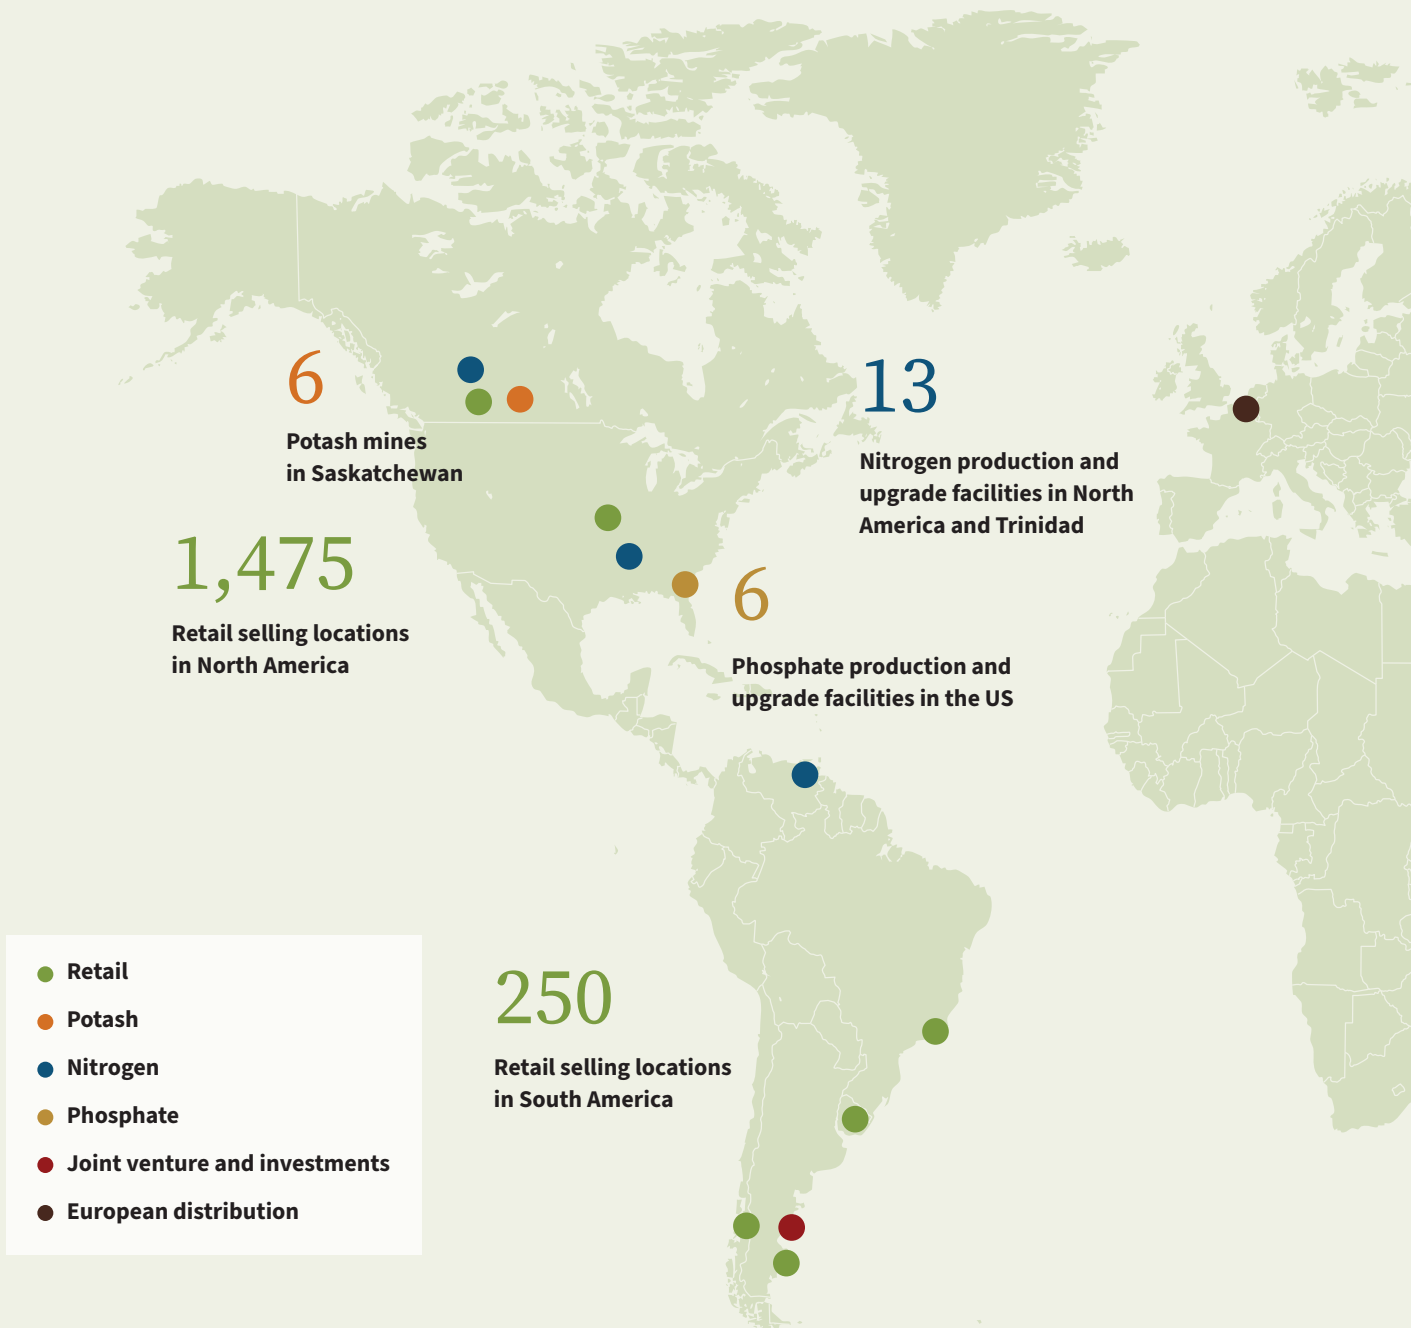 6
Potash mines
in Saskatchewan
13
Nitrogen production and
upgrade facilities in North
America and Trinidad
1,475
Retail selling locations
in North America
6
Phosphate production and
upgrade facilities in the US
250
Retail selling locations
in South America
Retail
Potash
Nitrogen
Phosphate
Joint venture and investments
European distribution